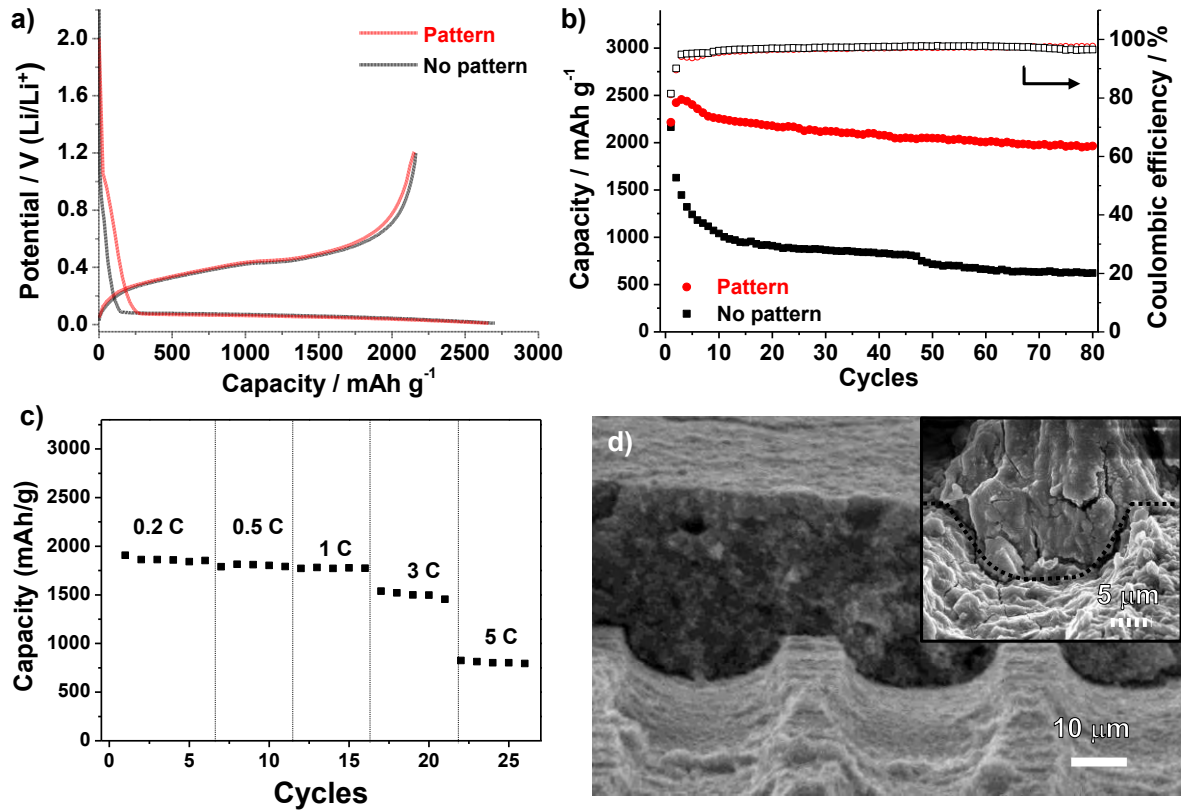 a)
Potential / V (Li/Li⁺)
2.0
1.6
1.2
0.8
0.4
0.0
Pattern
No pattern
0 500 1000 1500 2000 2500 3000
Capacity / mAh g⁻¹
b)
Capacity / mAh g⁻¹
3000
2500
2000
1500
1000
500
0
Pattern
No pattern
100
80
60
40
20
0
Coulombic efficiency / %
0 10 20 30 40 50 60 70 80
Cycles
c)
Capacity (mAh/g)
3000
2500
2000
1500
1000
500
0
0.2 C
0.5 C
1 C
3 C
5 C
0 5 10 15 20 25
Cycles
d)
5 μm
10 μm